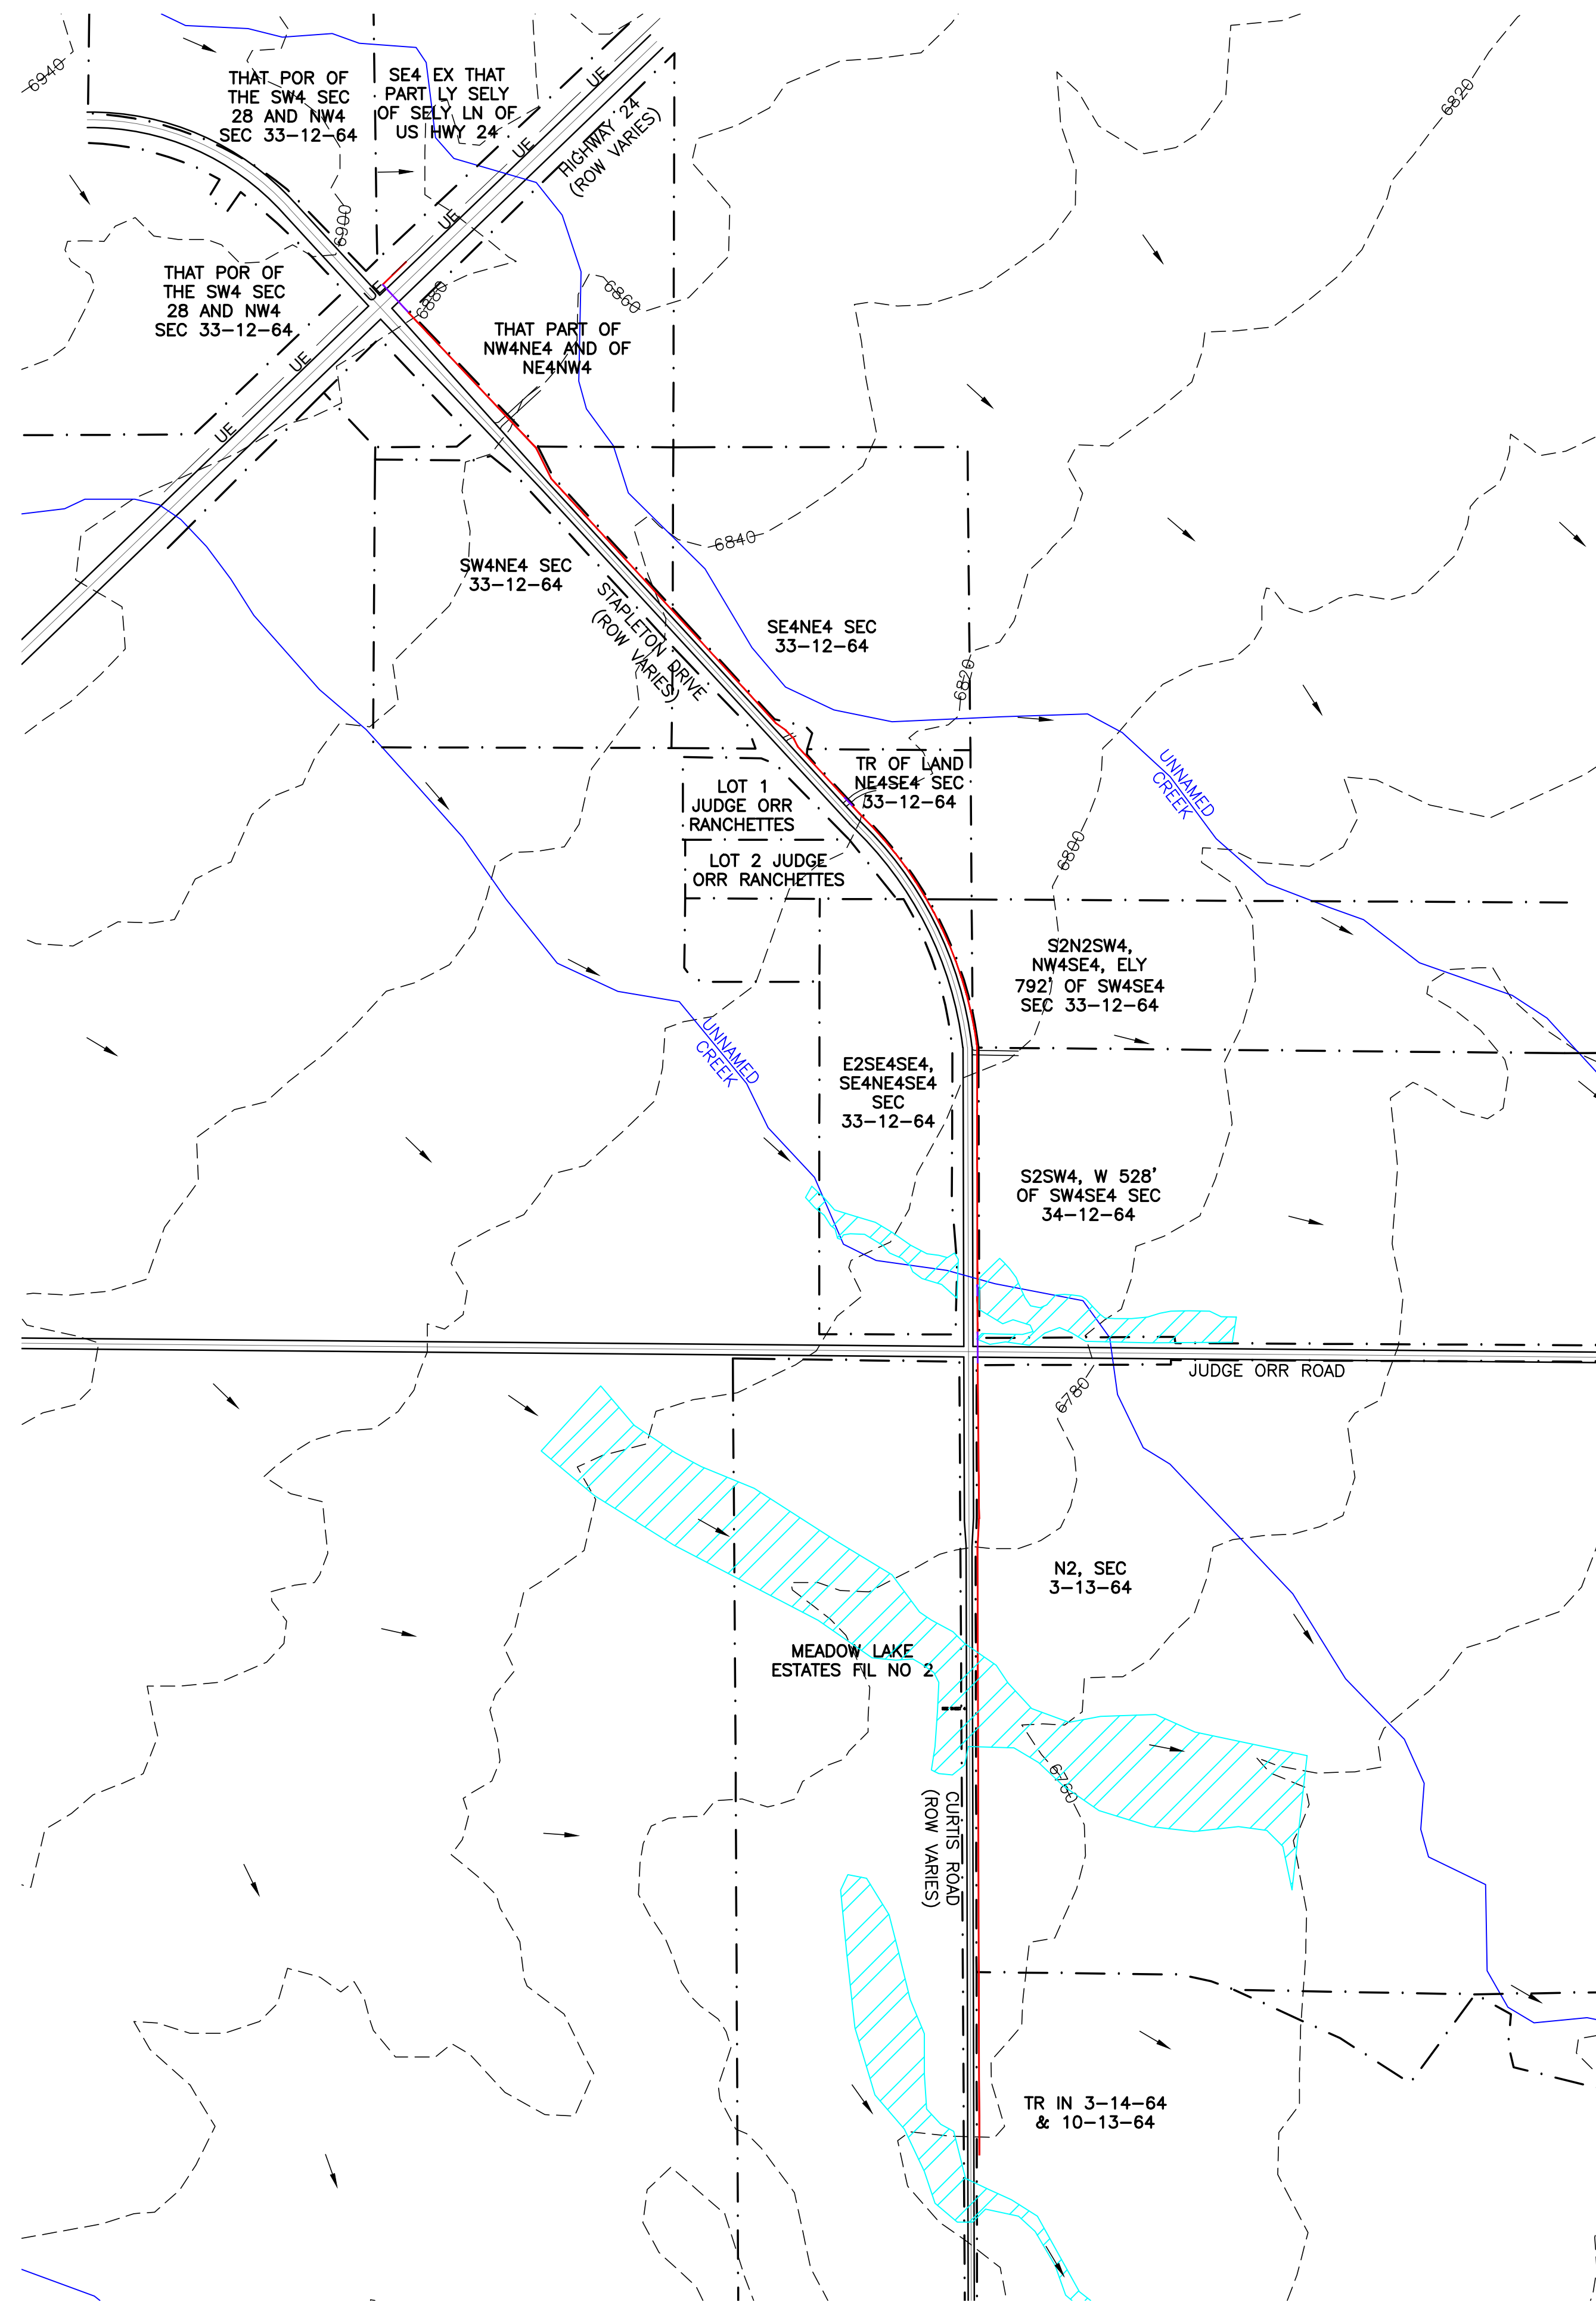 6940
THAT POR OF
THE SW4 SEC
28 AND NW4
SEC 33-12-64
SE4 EX THAT
PART LY SELY
OF SELY LN OF
US HWY 24
UE
UE
UE
UE
UE
UE
HIGHWAY 24
(ROW VARIES)
6820
6900
THAT POR OF
THE SW4 SEC
28 AND NW4
SEC 33-12-64
6880
6860
THAT PART OF
NW4NE4 AND OF
NE4NW4
6840
SW4NE4 SEC
33-12-64
STAPLETON DRIVE
(ROW VARIES)
SE4NE4 SEC
33-12-64
6820
UNNAMED
CREEK
TR OF LAND
NE4SE4 SEC
33-12-64
LOT 1
JUDGE ORR
RANCHETTES
LOT 2 JUDGE
ORR RANCHETTES
6800
S2N2SW4,
NW4SE4, ELY
792' OF SW4SE4
SEC 33-12-64
UNNAMED
CREEK
E2SE4SE4,
SE4NE4SE4
SEC
33-12-64
S2SW4, W 528'
OF SW4SE4 SEC
34-12-64
JUDGE ORR ROAD
6780
N2, SEC
3-13-64
MEADOW LAKE
ESTATES FIL NO 2
6760
CURTIS ROAD
(ROW VARIES)
TR IN 3-14-64
& 10-13-64